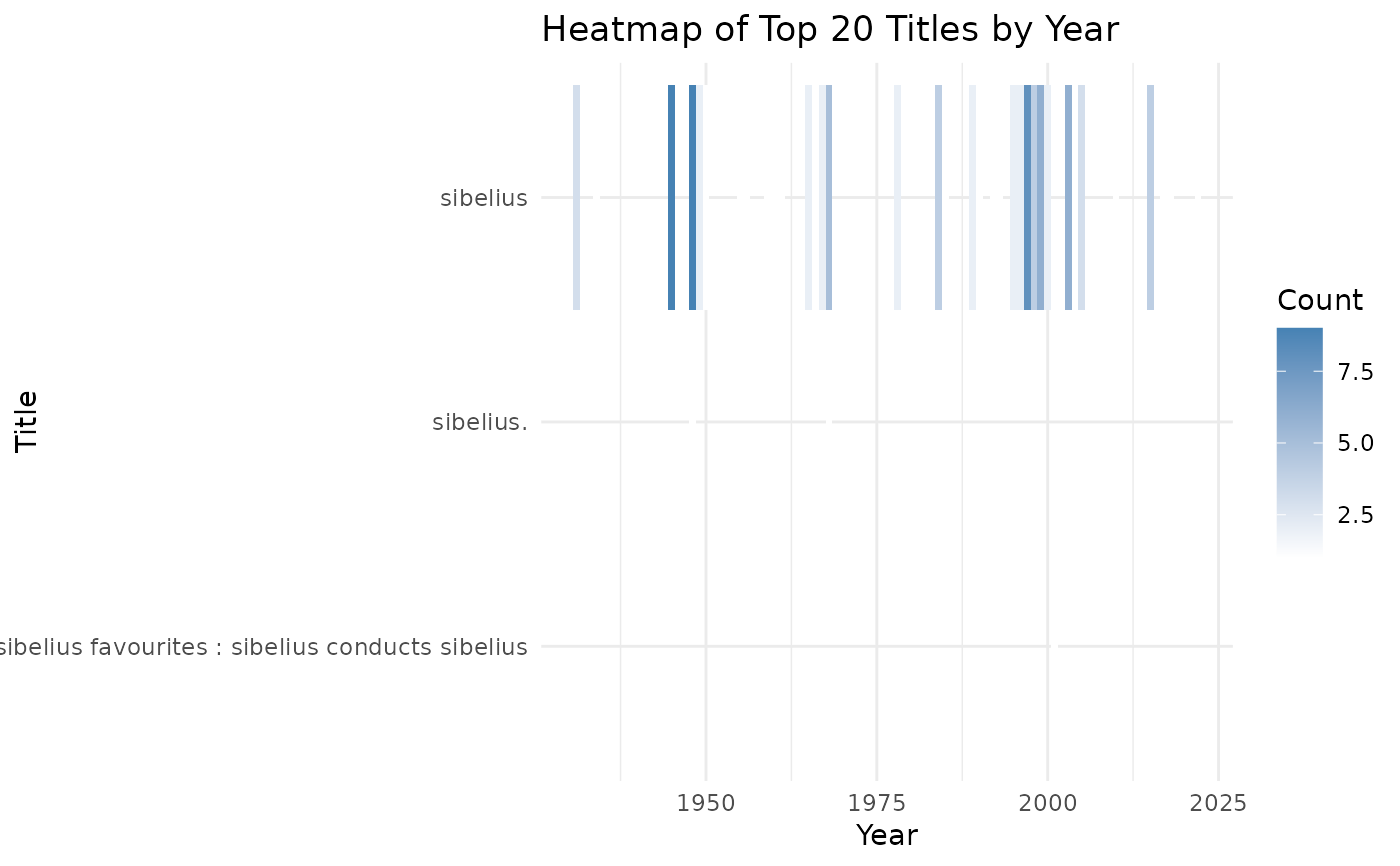 Heatmap of Top 20 Titles by Year
sibelius
sibelius.
sibelius favourites : sibelius conducts sibelius
Title
1950
1975
2000
2025
Year
Count
7.5
5.0
2.5